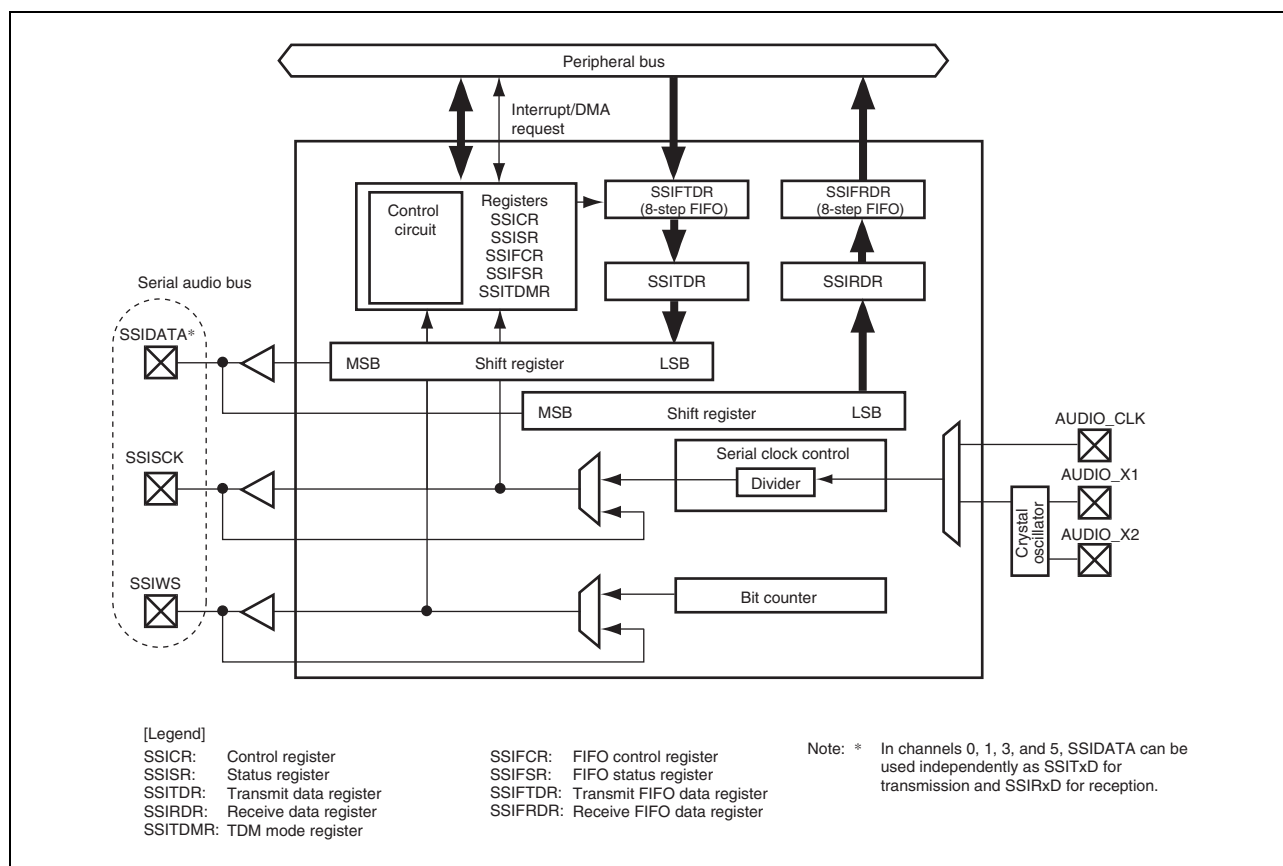 Peripheral bus
Interrupt/DMA
request
Control
circuit
Registers
SSICR
SSISR
SSIFCR
SSIFSR
SSITDMR
SSIFTDR
(8-step FIFO)
SSIFRDR
(8-step FIFO)
SSITDR
SSIRDR
Serial audio bus
SSIDATA*
MSB Shift register LSB
MSB Shift register LSB
SSISCK
Serial clock control
Divider
AUDIO_CLK
AUDIO_X1
AUDIO_X2
Crystal
oscillator
SSIWS
Bit counter
[Legend]
SSICR: Control register
SSISR: Status register
SSITDR: Transmit data register
SSIRDR: Receive data register
SSITDMR: TDM mode register
SSIFCR: FIFO control register
SSIFSR: FIFO status register
SSIFTDR: Transmit FIFO data register
SSIFRDR: Receive FIFO data register
Note: * In channels 0, 1, 3, and 5, SSIDATA can be
used independently as SSITxD for
transmission and SSIRxD for reception.